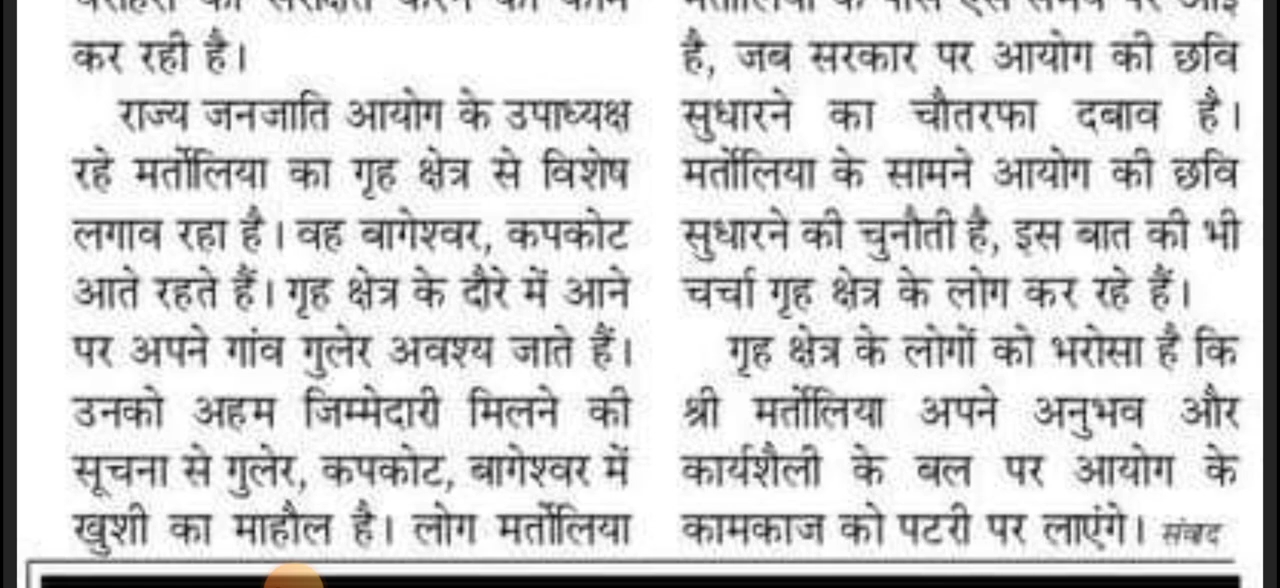 कर रही है।
राज्य जनजाति आयोग के उपाध्यक्ष
रहे मर्तोलिया का गृह क्षेत्र से विशेष
लगाव रहा है। वह बागेश्वर, कपकोट
आते रहते हैं। गृह क्षेत्र के दौरे में आने
पर अपने गांव गुलेर अवश्य जाते हैं।
उनको अहम जिम्मेदारी मिलने की
सूचना से गुलेर, कपकोट, बागेश्वर में
खुशी का माहौल है। लोग मर्तोलिया
है, जब सरकार पर आयोग की छवि
सुधारने का चौतरफा दबाव है।
मर्तोलिया के सामने आयोग की छवि
सुधारने की चुनौती है, इस बात की भी
चर्चा गृह क्षेत्र के लोग कर रहे हैं।
गृह क्षेत्र के लोगों को भरोसा है कि
श्री मर्तोलिया अपने अनुभव और
कार्यशैली के बल पर आयोग के
कामकाज को पटरी पर लाएंगे। संवाद